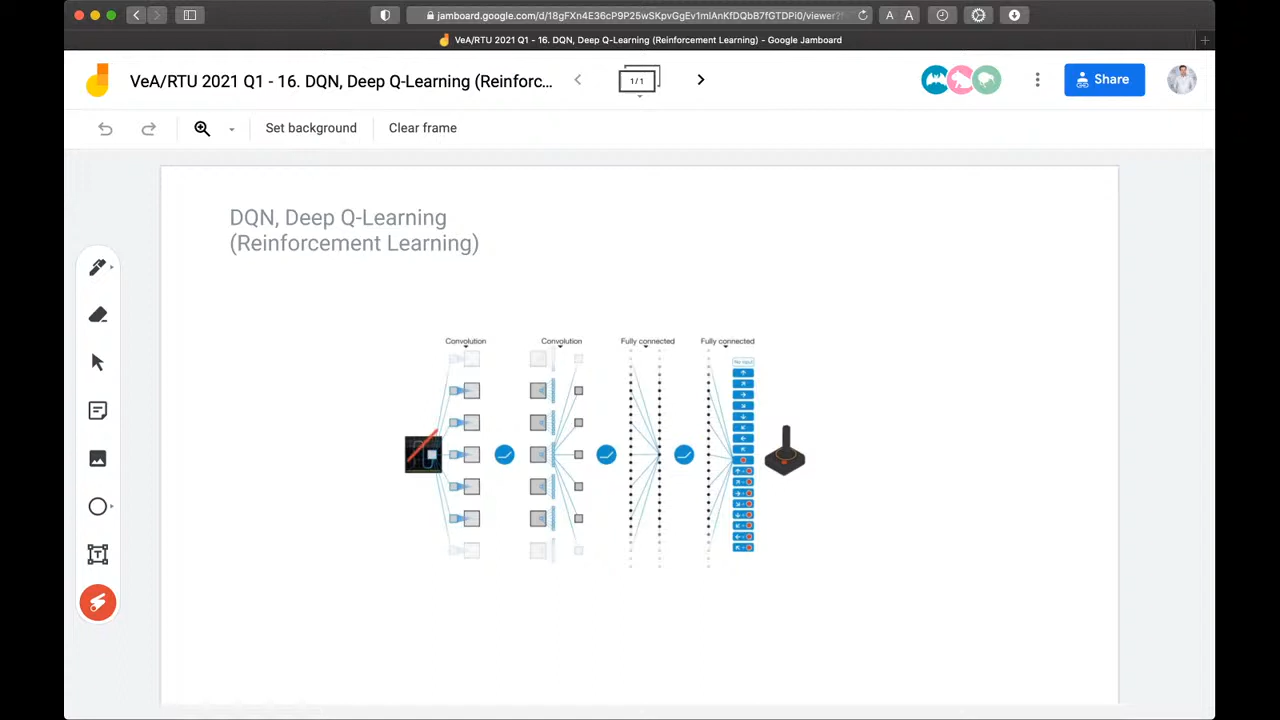 jamboard.google.com/d/18gFXn4E36cP9P25wSKpvGgEv1mlAnKfDQbB7fGTDPi0/viewer?
A A
VeA/RTU 2021 Q1 - 16. DQN, Deep Q-Learning (Reinforcement Learning) - Google Jamboard
VeA/RTU 2021 Q1 - 16. DQN, Deep Q-Learning (Reinforc...
1/1
Share
Set background
Clear frame
DQN, Deep Q-Learning
(Reinforcement Learning)
Convolution
Convolution
Fully connected
Fully connected
No input